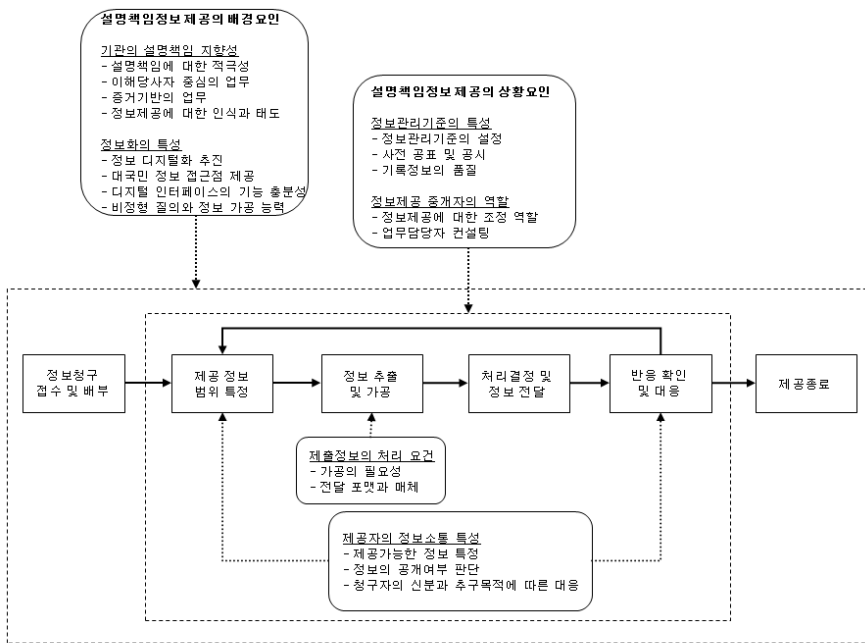 설명책임정보 제공의 배경요인
기관의 설명책임 지향성
- 설명책임에 대한 적극성
- 이해당사자 중심의 업무
- 증거기반의 업무
- 정보제공에 대한 인식과 태도
정보화의 특성
- 정보 디지털화 추진
- 대국민 정보 접근점 제공
- 디지털 인터페이스의 기능 충분성
- 비정형 질의와 정보 가공 능력
설명책임정보 제공의 상황요인
정보관리기준의 특성
- 정보관리기준의 설정
- 사전 공표 및 공시
- 기록정보의 품질
정보제공 중개자의 역할
- 정보제공에 대한 조정 역할
- 업무담당자 컨설팅
정보청구
접수 및 배부
제공 정보
범위 특정
정보 추출
및 가공
처리결정 및
정보 전달
반응 확인
및 대응
제공종료
제출정보의 처리 요건
- 가공의 필요성
- 전달 포맷과 매체
제공자의 정보소통 특성
- 제공가능한 정보 특정
- 정보의 공개여부 판단
- 청구자의 신분과 추구목적에 따른 대응